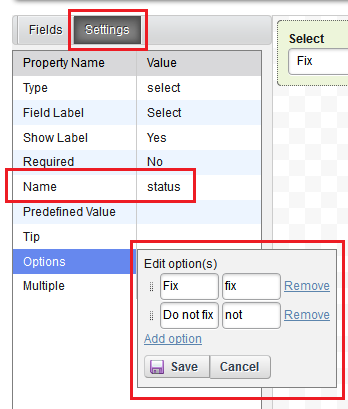 Fields Settings
Property Name Value
Type select
Field Label Select
Show Label Yes
Required No
Name status
Predefined Value
Tip
Options
Multiple
Select
Fix
Edit option(s)
Fix fix Remove
Do not fix not Remove
Add option
Save Cancel